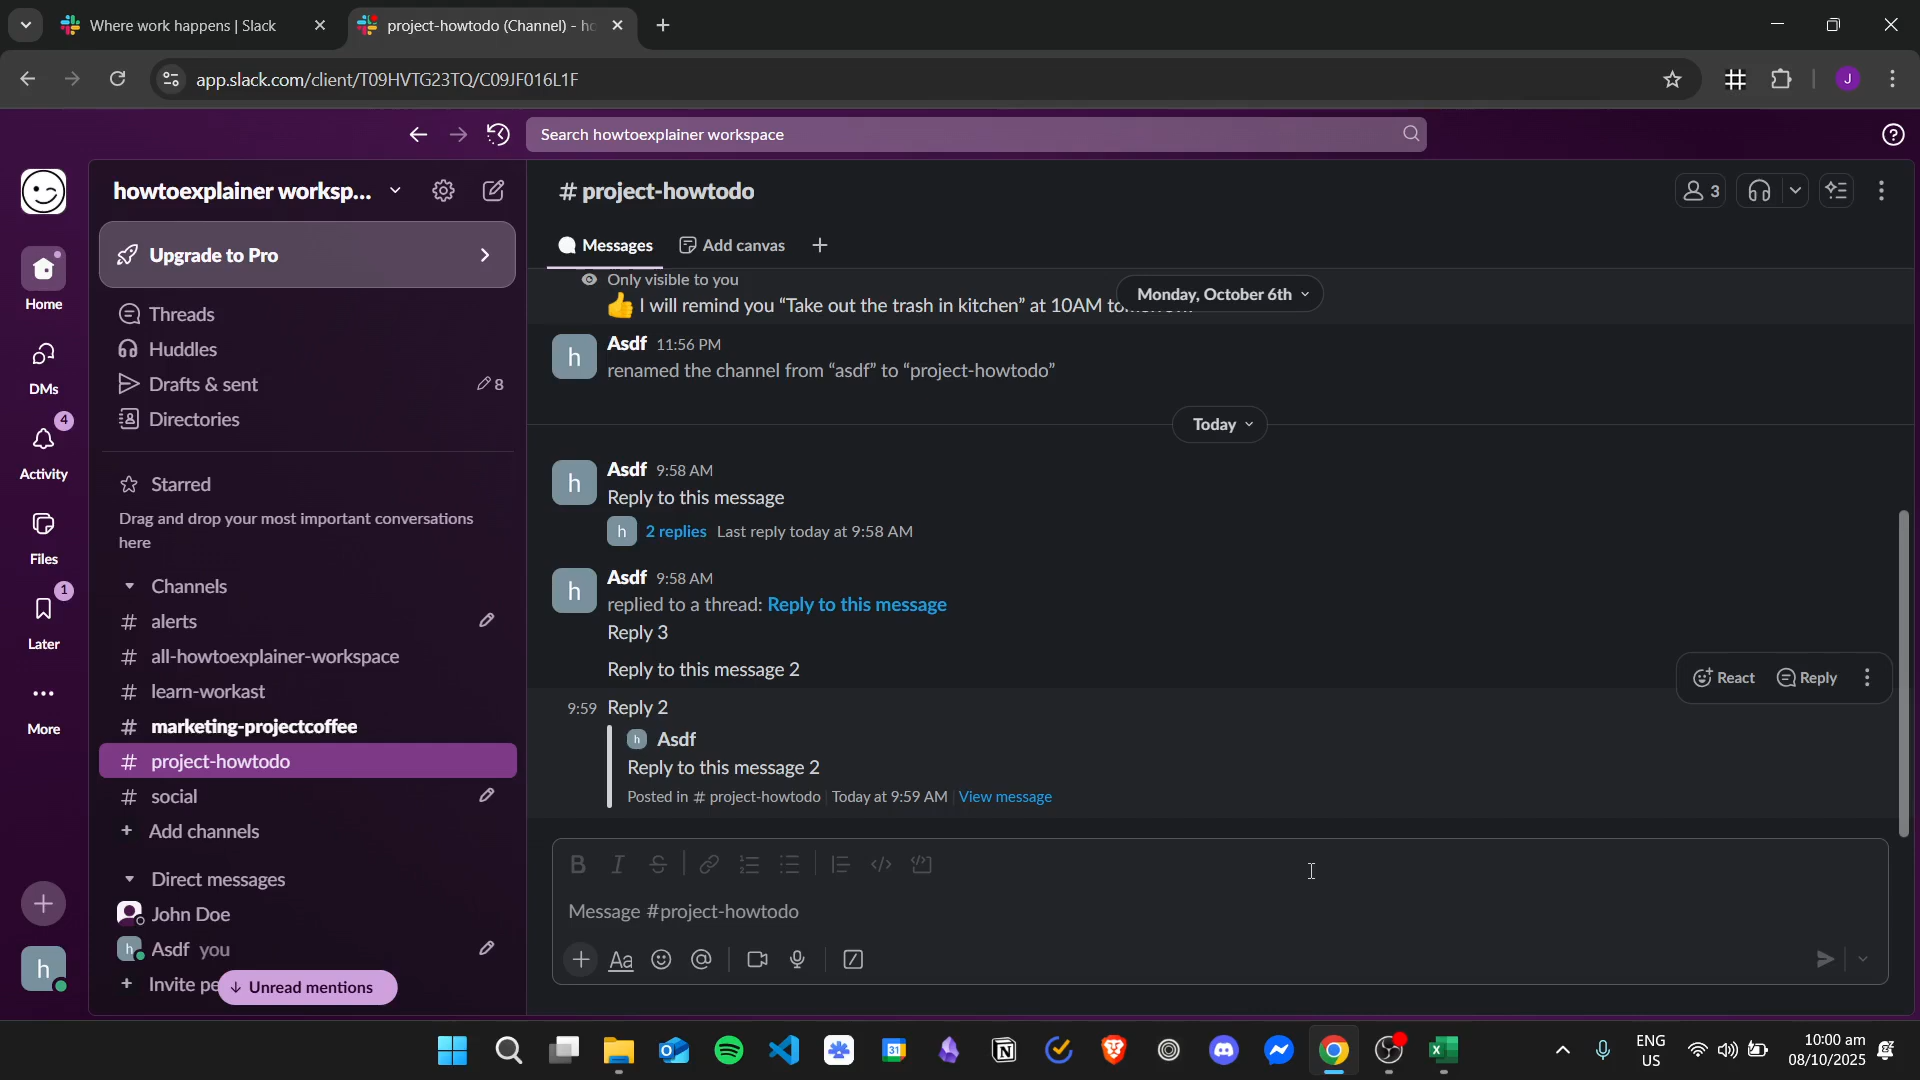 Where work happens | Slack
project-howtodo (Channel) - ho
app.slack.com/client/T09HVTG23TQ/C09JF016L1F
J
Search howtoexplainer workspace
howtoexplainer worksp...
# project-howtodo
3
Upgrade to Pro
Messages
Add canvas
Home
Threads
Huddles
Drafts & sent
8
Directories
DMs
4
Activity
Files
1
Later
More
Starred
Drag and drop your most important conversations
here
Channels
# alerts
# all-howtoexplainer-workspace
# learn-workast
# marketing-projectcoffee
# project-howtodo
# social
+ Add channels
Direct messages
John Doe
h Asdf you
+ Invite pe
Unread mentions
h
Only visible to you
Monday, October 6th
I will remind you “Take out the trash in kitchen” at 10AM
h
Asdf 11:56 PM
renamed the channel from “asdf” to “project-howtodo”
Today
h
Asdf 9:58 AM
Reply to this message
h 2 replies Last reply today at 9:58 AM
h
Asdf 9:58 AM
replied to a thread: Reply to this message
Reply 3
Reply to this message 2
React Reply
9:59 Reply 2
h Asdf
Reply to this message 2
Posted in # project-howtodo | Today at 9:59 AM | View message
B I S
Message #project-howtodo
Aa
31
ENG
US
10:00 am
08/10/2025